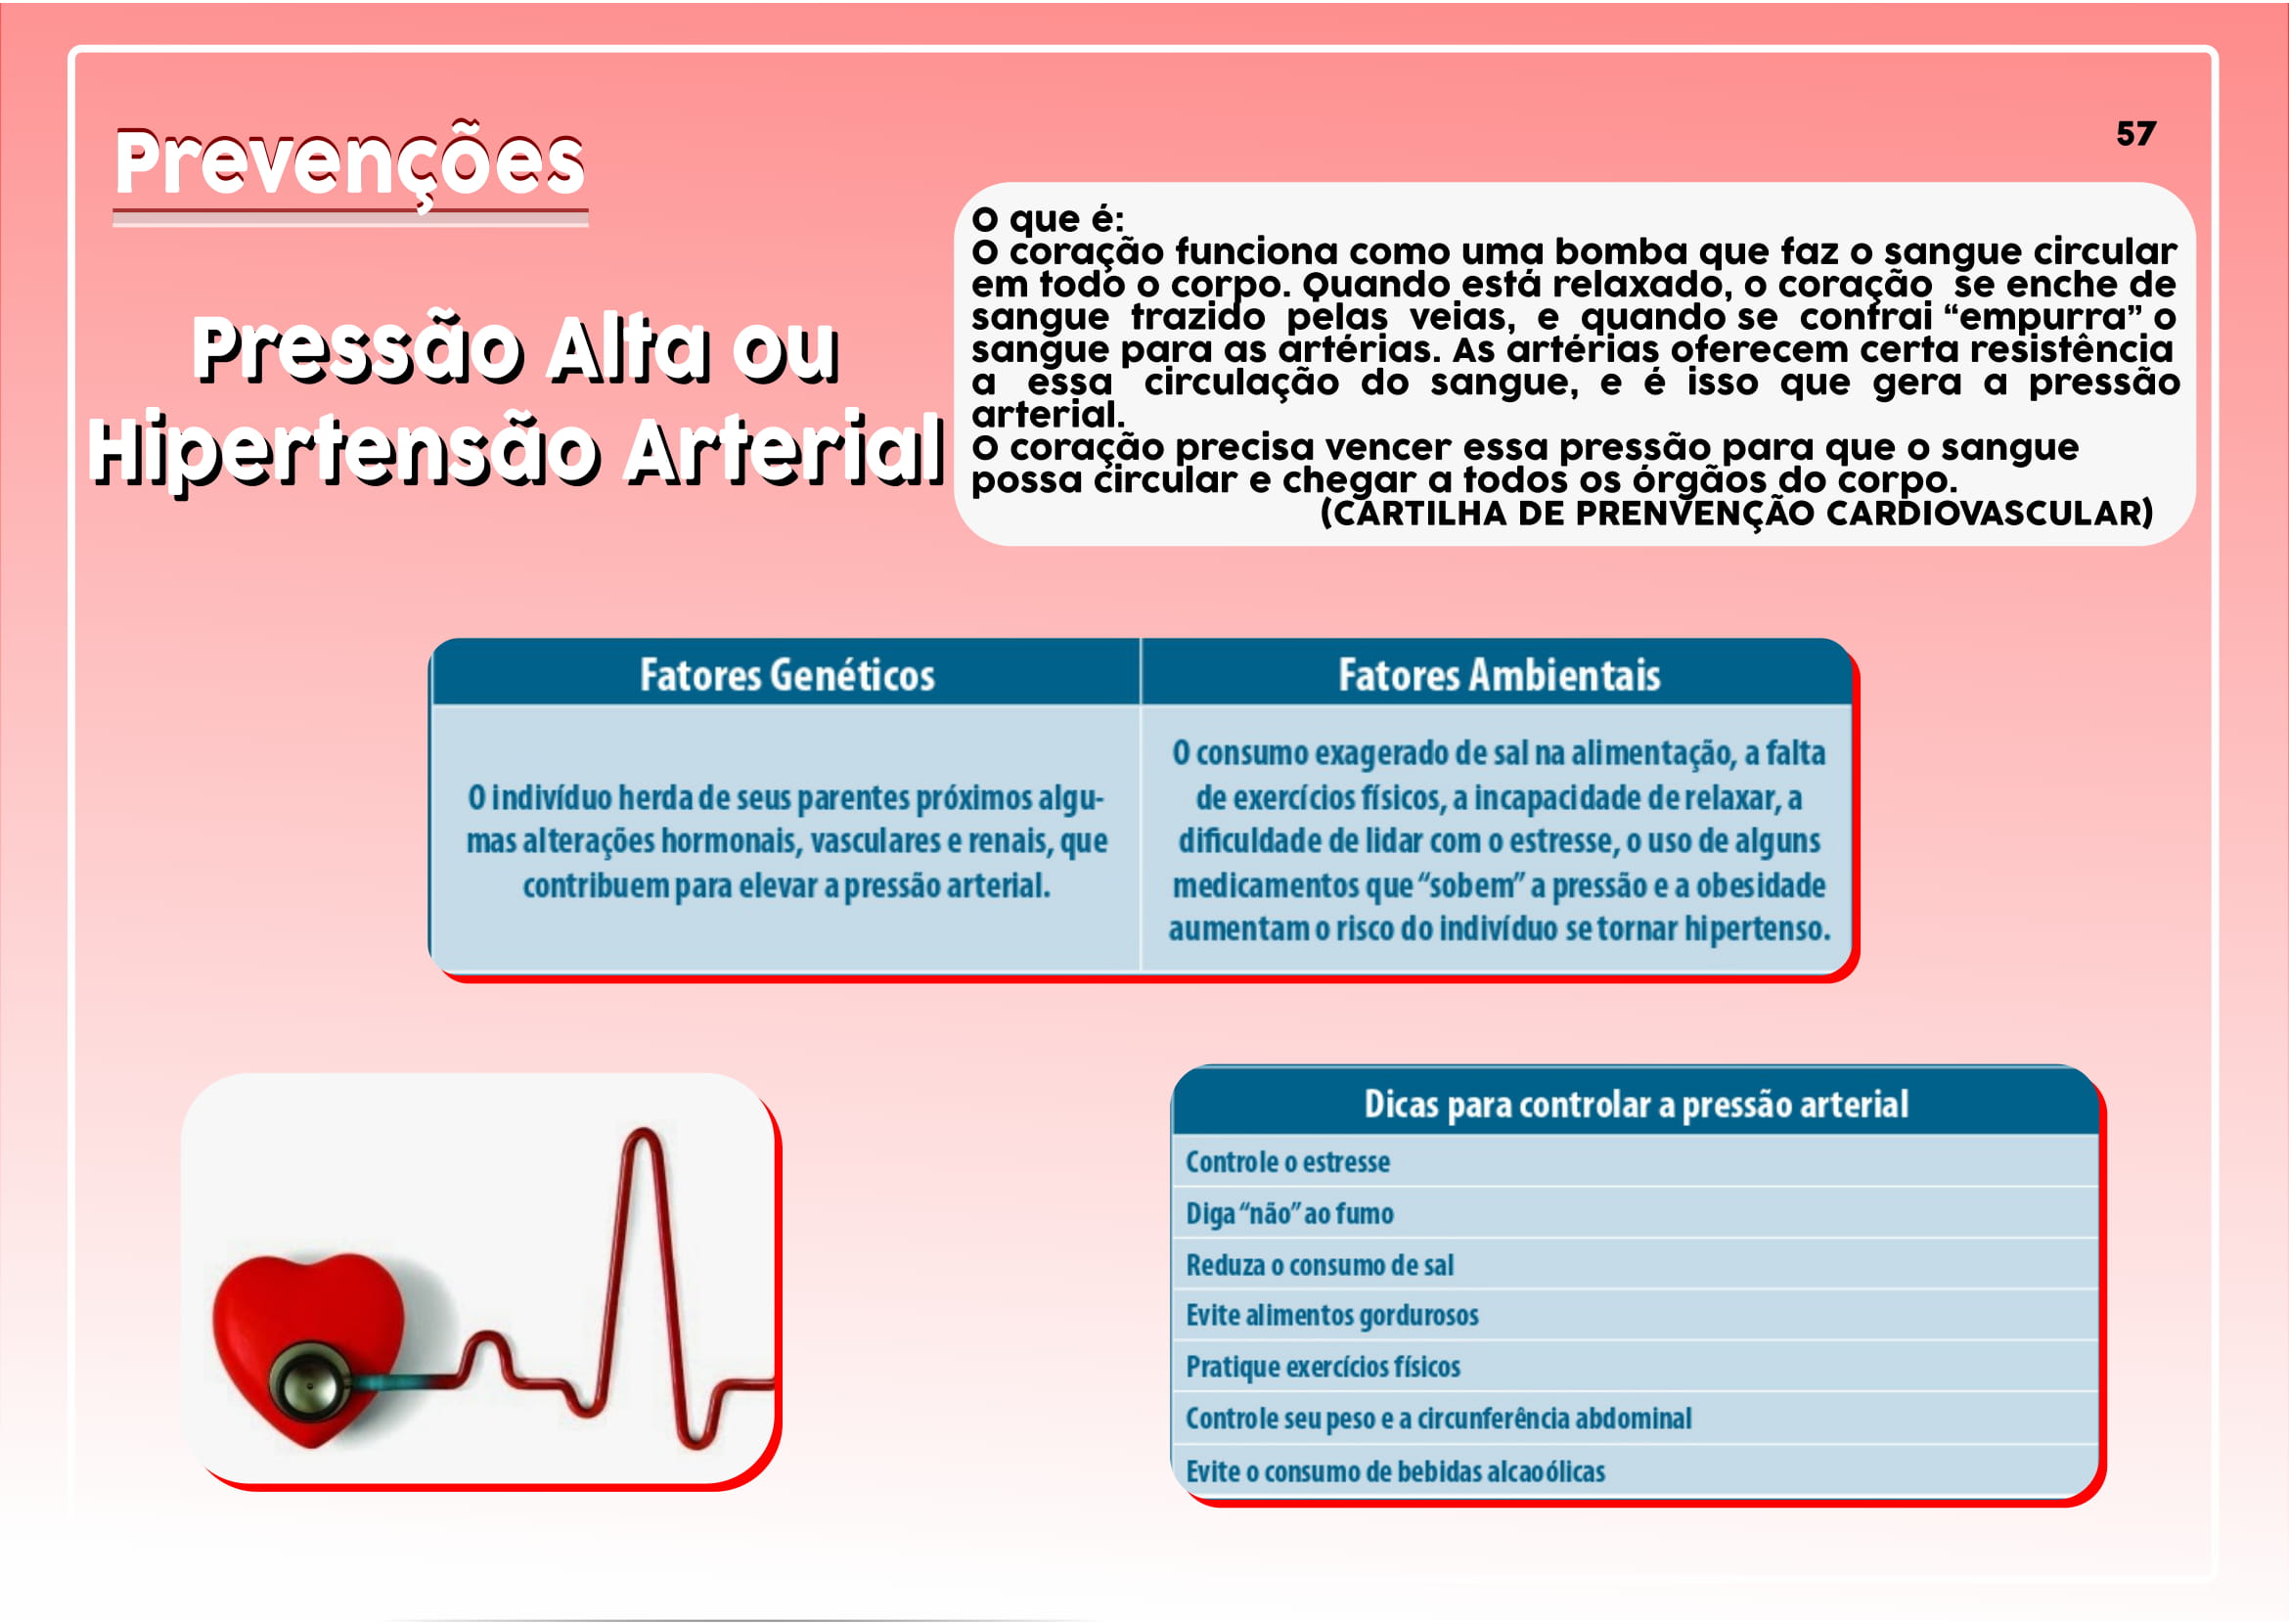 Prevenções
57
Pressão Alta ou
Hipertensão Arterial
O que é:
O coração funciona como uma bomba que faz o sangue circular
em todo o corpo. Quando está relaxado, o coração se enche de
sangue trazido pelas veias, e quando se contrai “empurra” o
sangue para as artérias. As artérias oferecem certa resistência
a essa circulação do sangue, e é isso que gera a pressão
arterial.
O coração precisa vencer essa pressão para que o sangue
possa circular e chegar a todos os órgãos do corpo.
(CARTILHA DE PRENVENÇÃO CARDIOVASCULAR)
Fatores Genéticos
O indivíduo herda de seus parentes próximos algu-
mas alterações hormonais, vasculares e renais, que
contribuem para elevar a pressão arterial.
Fatores Ambientais
O consumo exagerado de sal na alimentação, a falta
de exercícios físicos, a incapacidade de relaxar, a
dificuldade de lidar com o estresse, o uso de alguns
medicamentos que “sobem” a pressão e a obesidade
aumentam o risco do indivíduo se tornar hipertenso.
Dicas para controlar a pressão arterial
Controle o estresse
Diga “não” ao fumo
Reduza o consumo de sal
Evite alimentos gordurosos
Pratique exercícios físicos
Controle seu peso e a circunferência abdominal
Evite o consumo de bebidas alcaoólicas